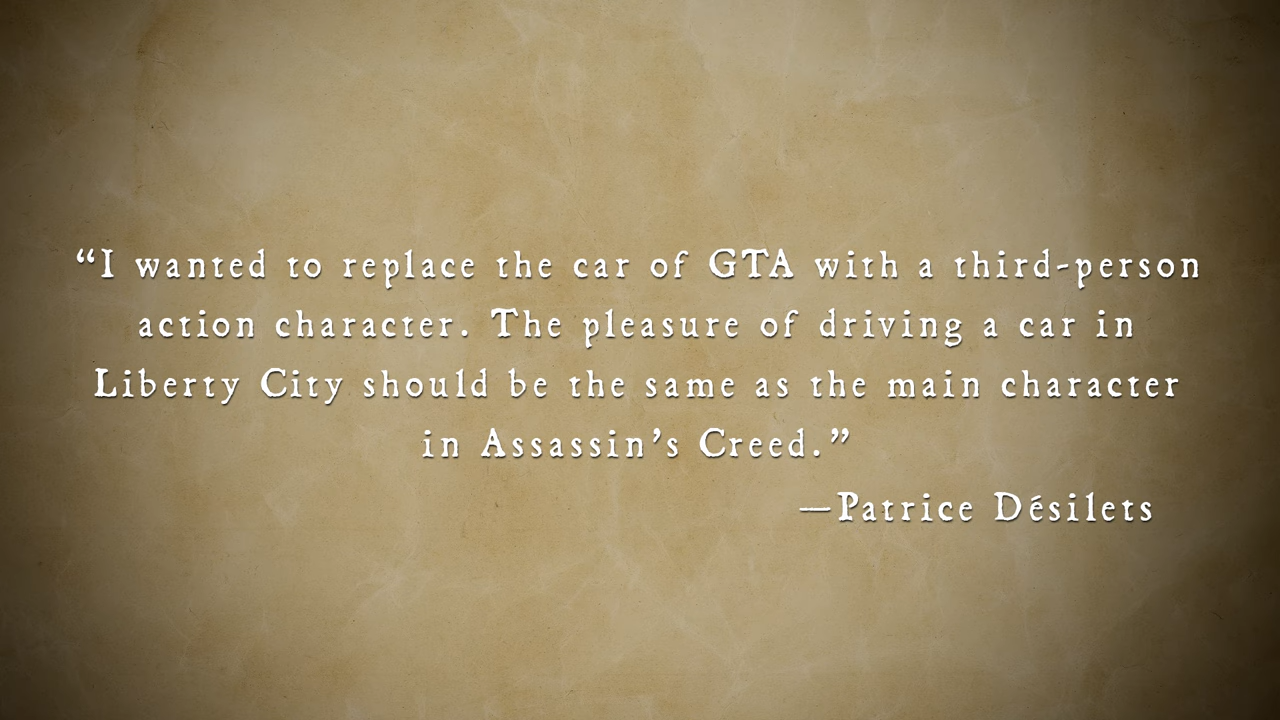 “I wanted to replace the car of GTA with a third-person
action character. The pleasure of driving a car in
Liberty City should be the same as the main character
in Assassin’s Creed.”
—Patrice Désilets